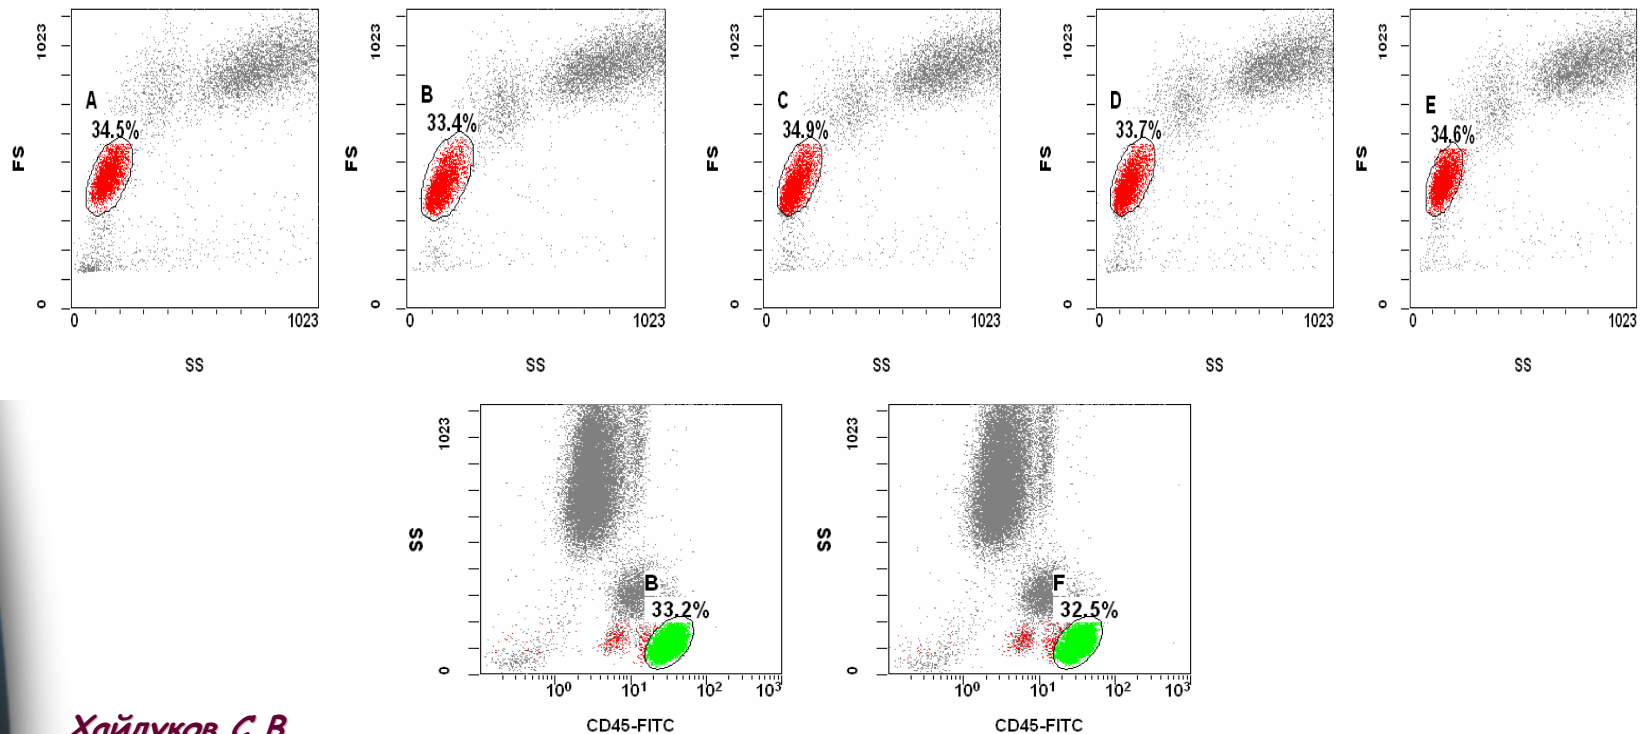 1023
FS
A
34.5%
0
0
1023
SS
1023
FS
B
33.4%
0
0
1023
SS
1023
FS
C
34.9%
0
0
1023
SS
1023
FS
D
33.7%
0
0
1023
SS
1023
FS
E
34.6%
0
0
1023
SS
1023
SS
B
33.2%
0
10⁰ 10¹ 10² 10³
CD45-FITC
1023
SS
F
32.5%
0
10⁰ 10¹ 10² 10³
CD45-FITC
Хайдуков С.В.